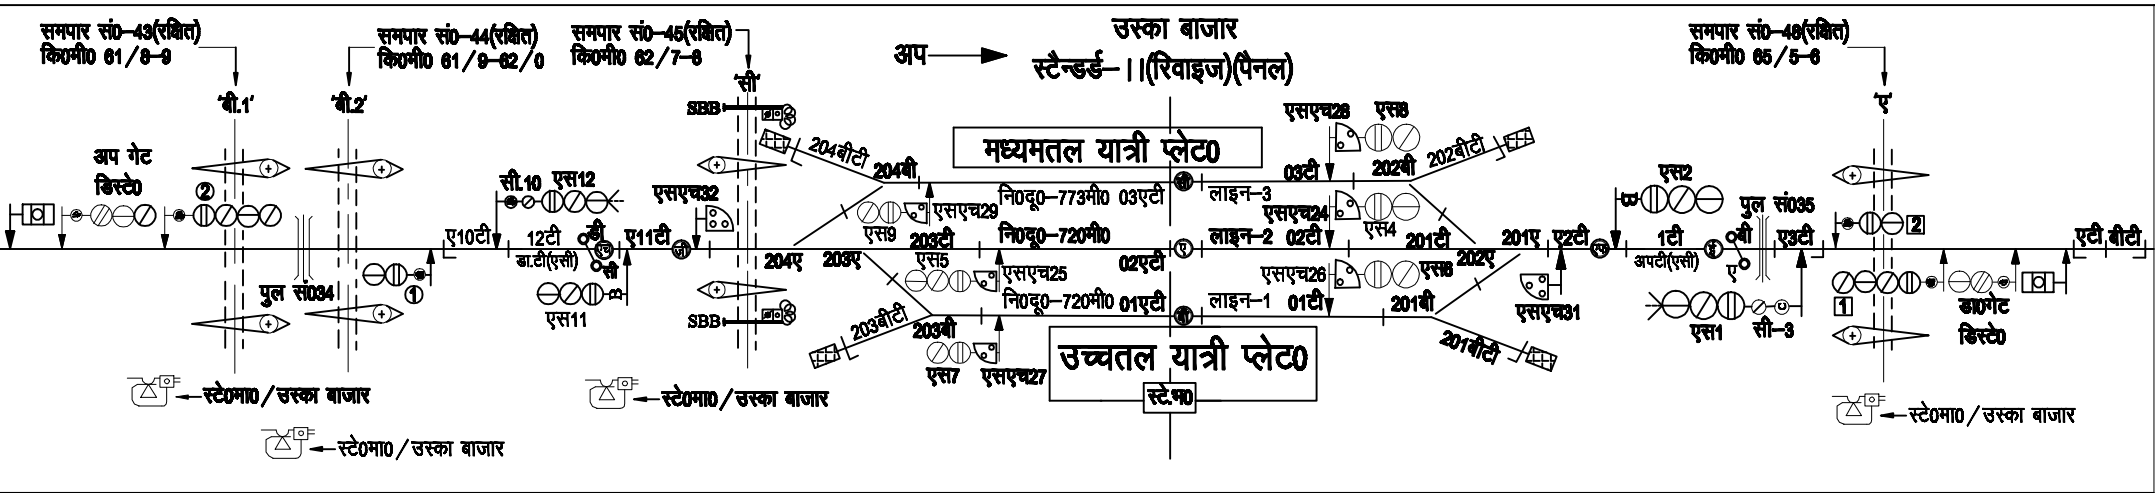 समपार सं0-43(रक्षित)
कि0मी0 61/8-9
समपार सं0-44(रक्षित)
कि0मी0 61/9-62/0
समपार सं0-45(रक्षित)
कि0मी0 62/7-8
अप
उस्का बाजार
स्टैन्डर्ड-II(रिवाइज)(पैनल)
समपार सं0-46(रक्षित)
कि0मी0 65/5-6
'बी.1'
'बी.2'
'सी'
'ए'
SBB
एसएच28
एस8
204बीटी
मध्यमतल यात्री प्लेट0
202बीटी
अप गेट
डिस्टे0
2
सी.10
एस12
एसएच32
204बी
03टी
202बी
एस2
B
पुल सं035
2
नि0दू0-773मी0
03एटी
लाइन-3
एसएच29
एस9
एसएच24
एस4
ए10टी
12टी
डा.टी(एसी)
डी
एच
सी
ए11टी
जी
204ए
203ए
203टी
नि0दू0-720मी0
ए
02एटी
लाइन-2
02टी
201टी
202ए
201ए
ए2टी
1टी
अपटी(एसी)
ई
बी
ए
ए3टी
एटी
बीटी
पुल सं034
1
एस11
B
एस5
एसएच25
एसएच26
एस6
एसएच31
एस1
सी-3
C
1
डा0गेट
डिस्टे0
SBB
203बीटी
203बी
नि0दू0-720मी0
01एटी
बी
लाइन-1
01टी
201बी
201बीटी
एस7
एसएच27
उच्चतल यात्री प्लेट0
स्टे.भ0
स्टे0मा0/उस्का बाजार
स्टे0मा0/उस्का बाजार
स्टे0मा0/उस्का बाजार
स्टे0मा0/उस्का बाजार